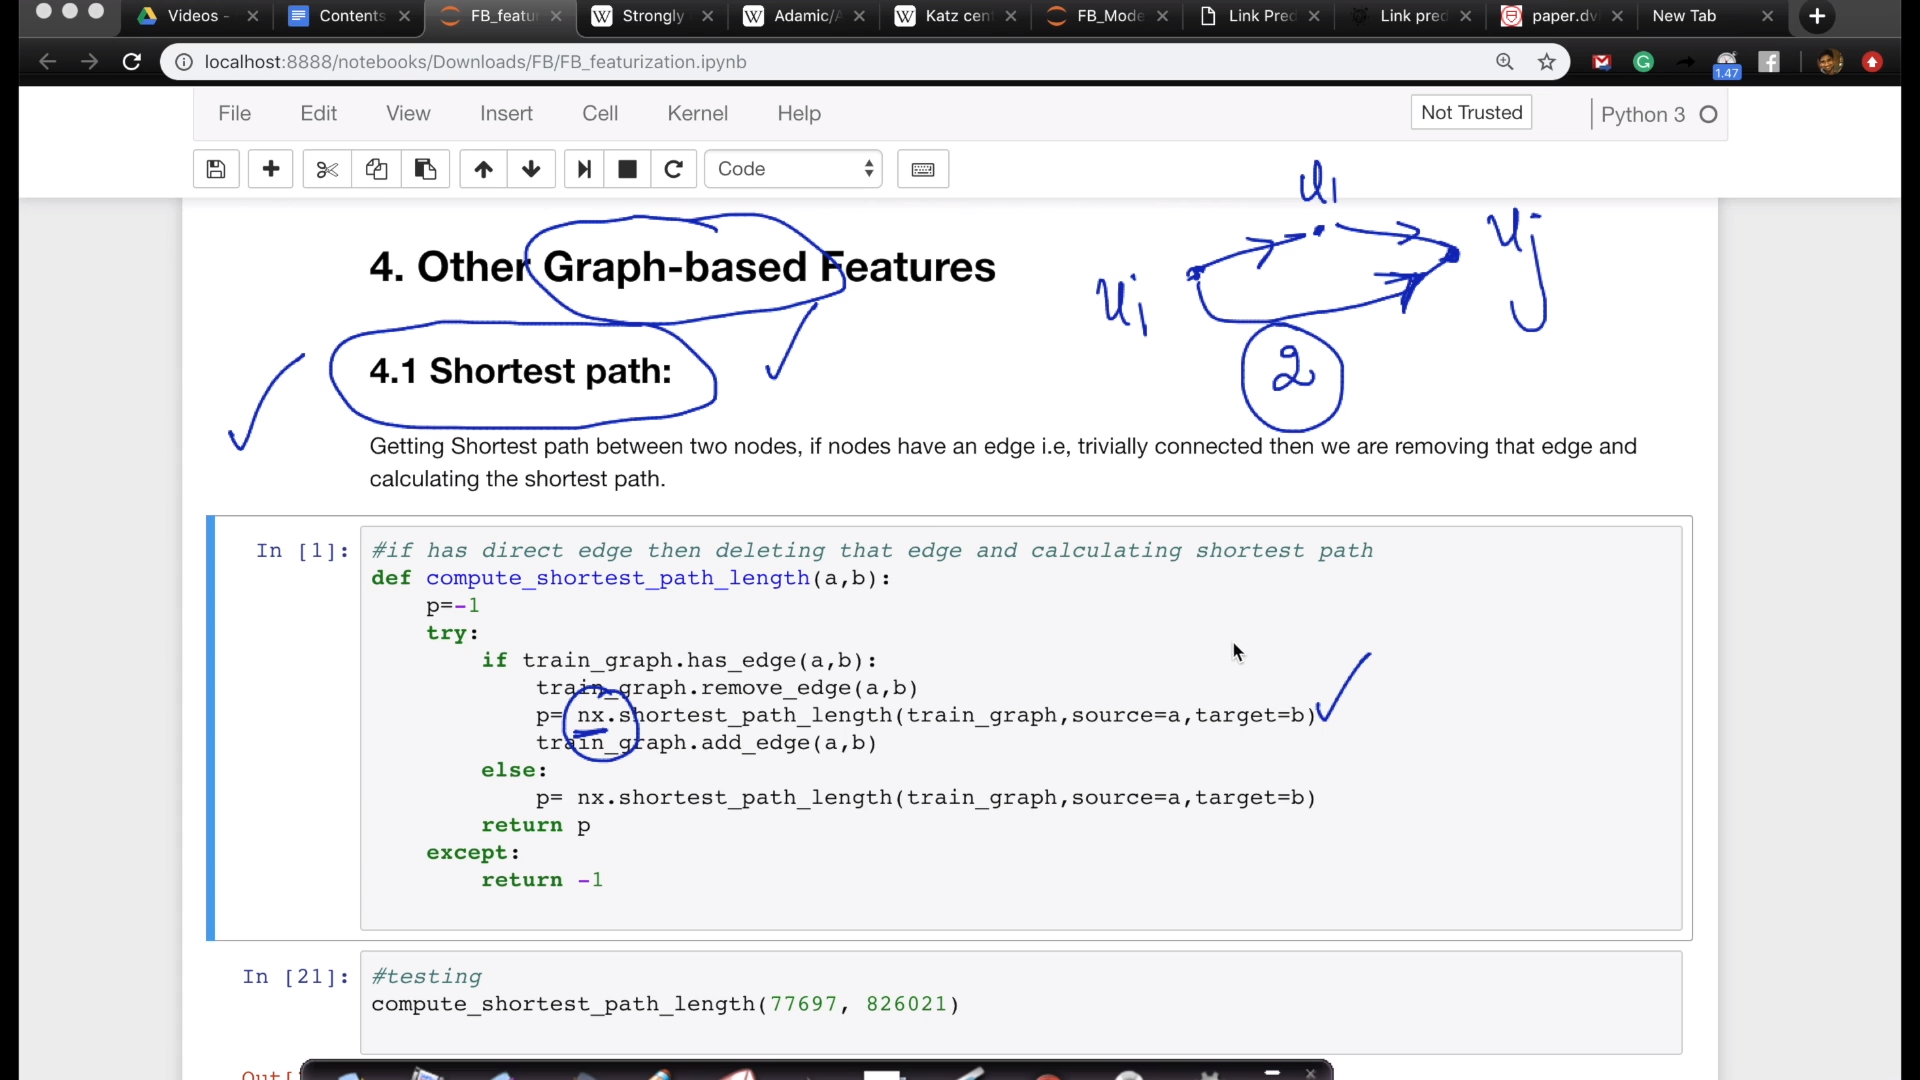 Videos -
Contents
FB_featur
Strongly
Adamic/A
Katz cen
FB_Mode
Link Pred
Link pred
paper.dvi
New Tab
localhost:8888/notebooks/Downloads/FB/FB_featurization.ipynb
1.47
File Edit View Insert Cell Kernel Help
Not Trusted
Python 3
Code
u1
4. Other Graph-based Features
ui
uj
4.1 Shortest path:
2
Getting Shortest path between two nodes, if nodes have an edge i.e, trivially connected then we are removing that edge and
calculating the shortest path.
In [1]:
#if has direct edge then deleting that edge and calculating shortest path
def compute_shortest_path_length(a,b):
p=-1
try:
if train_graph.has_edge(a,b):
train_graph.remove_edge(a,b)
p= nx.shortest_path_length(train_graph,source=a,target=b)
train_graph.add_edge(a,b)
else:
p= nx.shortest_path_length(train_graph,source=a,target=b)
return p
except:
return -1
In [21]:
#testing
compute_shortest_path_length(77697, 826021)
Out[